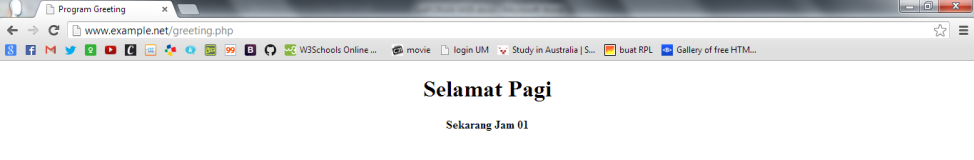 Program Greeting
www.example.net/greeting.php
W3Schools Online ...
movie
login UM
Study in Australia | S...
buat RPL
Gallery of free HTM...
Selamat Pagi
Sekarang Jam 01